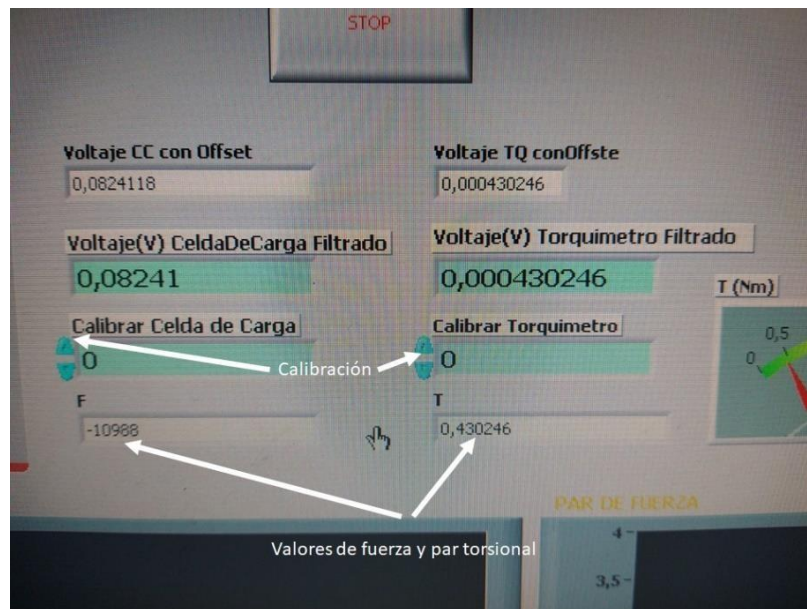 STOP
Voltaje CC con Offset
0,0824118
Voltaje TQ conOffste
0,000430246
Voltaje(V) CeldaDeCarga Filtrado
0,08241
Voltaje(V) Torquimetro Filtrado
0,000430246
T (Nm)
0,5
0
Calibrar Celda de Carga
0
Calibrar Torquimetro
0
Calibración
F
-10988
T
0,430246
PAR DE FUERZA
4
3,5
Valores de fuerza y par torsional